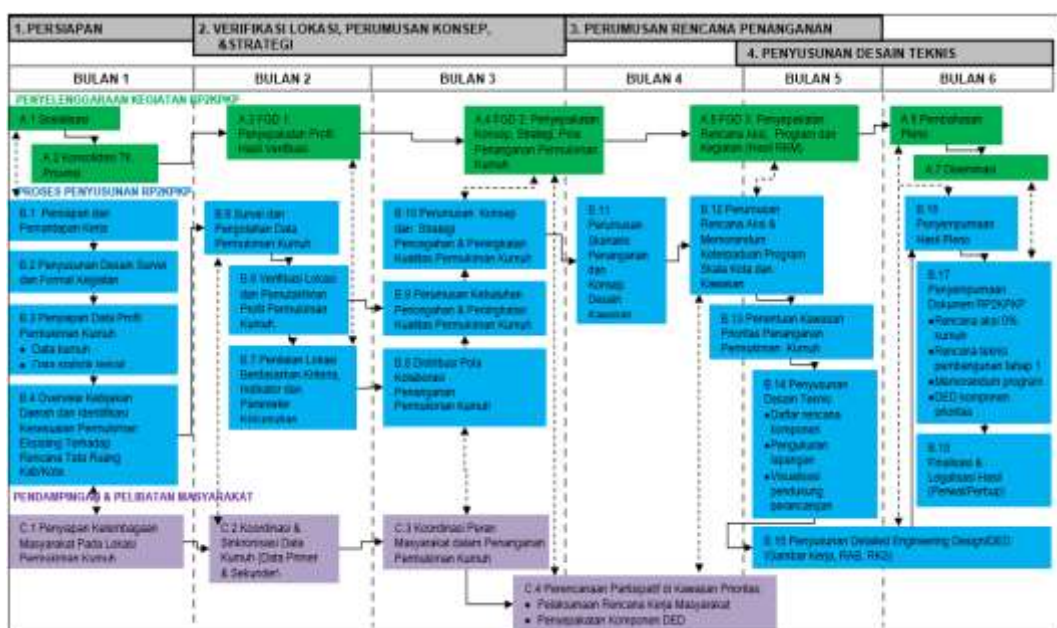 1. PERSIAPAN
2. VERIFIKASI LOKASI, PERUMUSAN KONSEP,
&STRATEGI
3. PERUMUSAN RENCANA PENANGANAN
4. PENYUSUNAN DESAIN TEKNIS
BULAN 1
BULAN 2
BULAN 3
BULAN 4
BULAN 5
BULAN 6
PENYELENGGARAAN KEGIATAN RP2KPKP
A.1 Sosialisasi
A.2 Konsolidasi Tk.
Provinsi
A.3 FGD 1:
Penyepakatan Profil
Hasil Verifikasi
A.4 FGD 2: Penyepakatan
Konsep, Strategi, Pola
Penanganan Permukiman
Kumuh
A.5 FGD 3: Penyepakatan
Rencana Aksi, Program dan
Kegiatan (Hasil RKM)
A.6 Pembahasan
Pleno
A.7 Diseminasi
PROSES PENYUSUNAN RP2KPKP
B.1 Persiapan dan
Pemantapan Kerja
B.2 Penyusunan Desain Survei
dan Format Kegiatan
B.3 Penyiapan Data Profil
Permukiman Kumuh
● Data kumuh
B.4 Overview Kebijakan
Daerah dan Identifikasi
Kesesuaian Permukiman
Eksisting Terhadap
Rencana Tata Ruang
Kab/Kota
Survei dan
Pengolahan Data
Permukiman Kumuh
Verifikasi Lokasi
dan Pemutakhiran
Profil Permukiman
Kumuh
B.7 Penilaian Lokasi
Berdasarkan Kriteria,
Indikator dan
Parameter
Kekumuhan
B.10 Perumusan Konsep
dan Strategi
Pencegahan & Peningkatan
Kualitas Permukiman Kumuh
B.9 Perumusan Kebutuhan
Pencegahan & Peningkatan
Kualitas Permukiman Kumuh
B.8 Distribusi Pola
Kolaborasi
Penanganan
Permukiman Kumuh
B.11
Perumusan
Skenario
Penanganan
dan
Konsep
Desain
Kawasan
B.12 Perumusan
Rencana Aksi &
Memorandum
Keterpaduan Program
Skala Kota dan
Kawasan
B.13 Penentuan Kawasan
Prioritas Penanganan
Permukiman Kumuh
B.14 Penyusunan
Desain Teknis
●Daftar rencana
komponen
●Pengukuran
lapangan
●Visualisasi
pendukung
perancangan
B.15 Penyusunan Detailed Engineering Design/DED
(Gambar Kerja, RAB, RKS)
B.16
Penyempurnaan
Hasil Pleno
B.17
Penyempurnaan
Dokumen RP2KPKP
●Rencana aksi 0%
kumuh
●Rencana teknis
pembangunan tahap 1
●Memorandum program
●DED komponen
prioritas
Finalisasi &
Legalisasi Hasil
(Perwal/Perbup)
PENDAMPINGAN & PELIBATAN MASYARAKAT
C.1 Penyiapan Kelembagaan
Masyarakat Pada Lokasi
Permukiman Kumuh
C.2 Koordinasi &
Sinkronisasi Data
Kumuh (Data Primer
& Sekunder)
C.3 Koordinasi Peran
Masyarakat dalam Penanganan
Permukiman Kumuh
C.4 Perencanaan Partisipatif di Kawasan Prioritas
● Pelaksanaan Rencana Kerja Masyarakat
● Penyepakatan Komponen DED